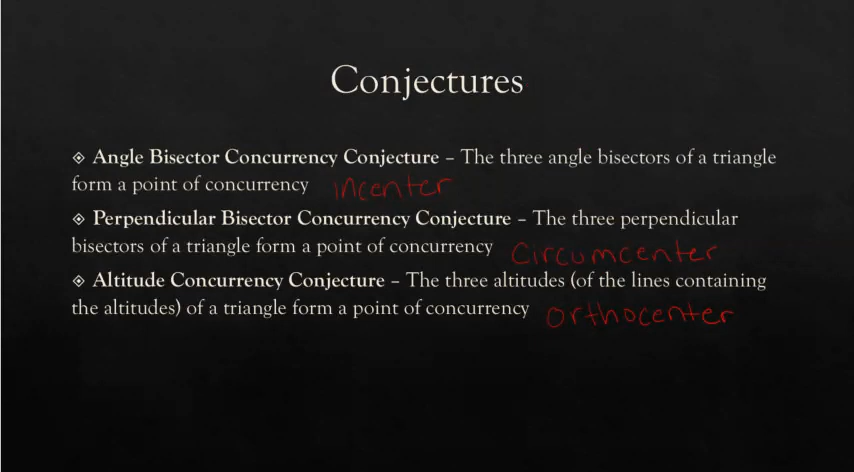 Conjectures
◈ Angle Bisector Concurrency Conjecture – The three angle bisectors of a triangle
form a point of concurrency incenter
◈ Perpendicular Bisector Concurrency Conjecture – The three perpendicular
bisectors of a triangle form a point of concurrency Circumcenter
◈ Altitude Concurrency Conjecture – The three altitudes (of the lines containing
the altitudes) of a triangle form a point of concurrency orthocenter